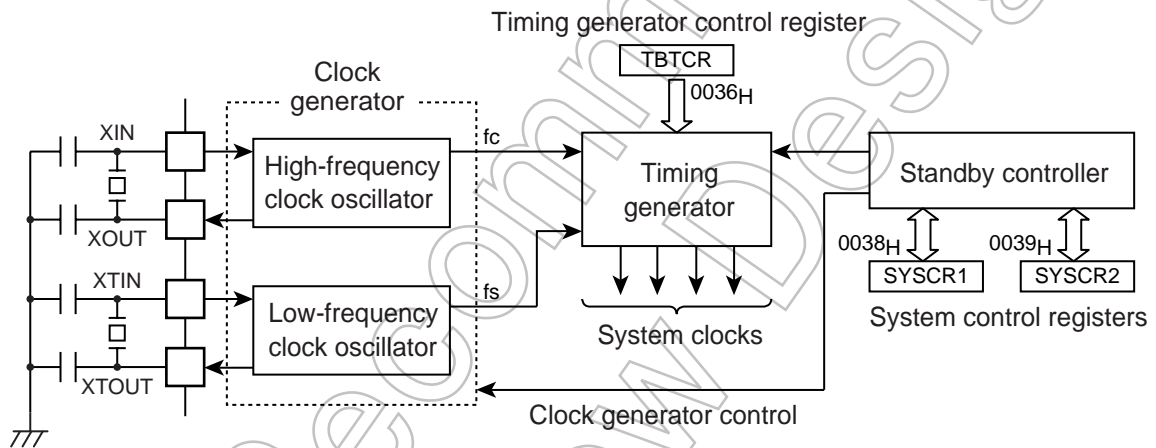 Timing generator control register
TBTCR
0036H
Clock
generator
XIN
High-frequency
clock oscillator
fc
Timing
generator
Standby controller
XOUT
0038H
0039H
SYSCR1
SYSCR2
System control registers
XTIN
Low-frequency
clock oscillator
fs
System clocks
XTOUT
Clock generator control